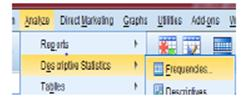 Analyze Direct Marketing Graphs Utilities Add-ons
Reports
Descriptive Statistics
Frequencies...
Tables
Descriptives